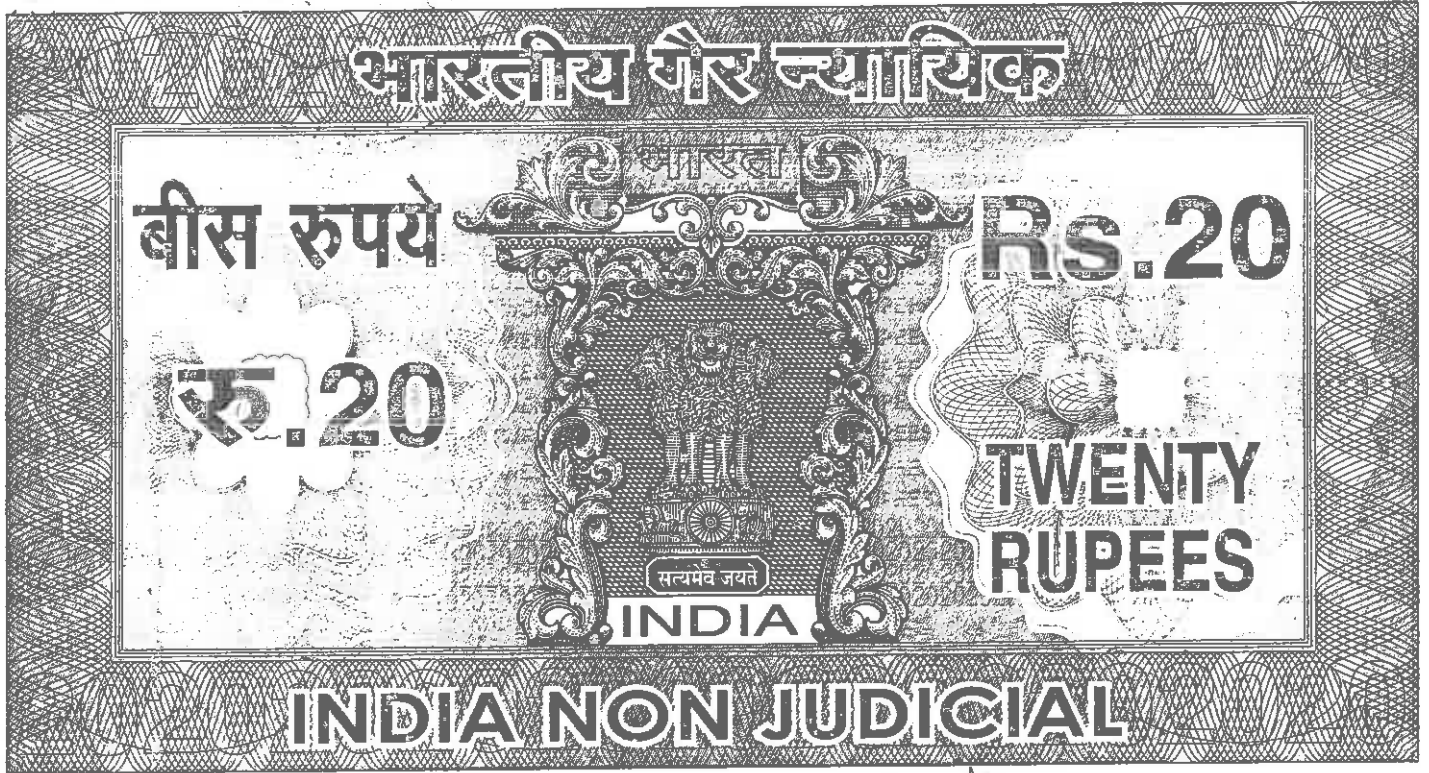 भारतीय गैर न्यायिक
भारत
बीस रुपये
Rs.20
रू.20
TWENTY
RUPEES
सत्यमेव जयते
INDIA
INDIA NON JUDICIAL